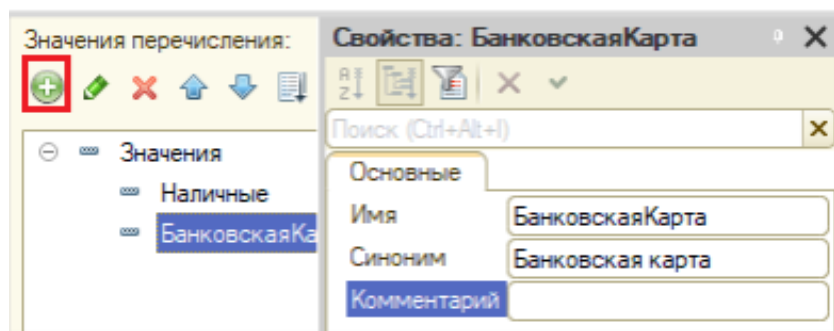 Значения перечисления:
Значения
Наличные
БанковскаяКа
Свойства: БанковскаяКарта
Поиск (Ctrl+Alt+I)
Основные
Имя БанковскаяКарта
Синоним Банковская карта
Комментарий